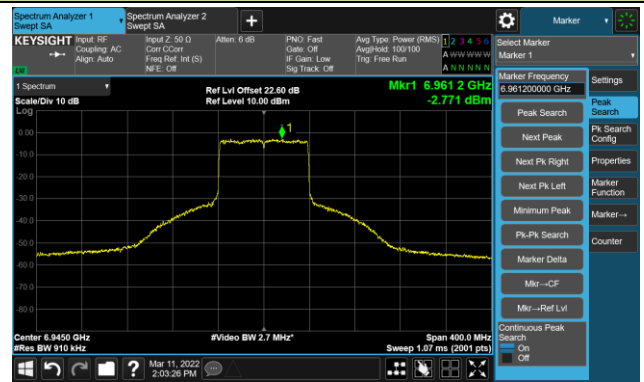 Spectrum Analyzer 1
Swept SA
Spectrum Analyzer 2
Swept SA
+
Marker
KEYSIGHT
Input: RF
Coupling: AC
Align: Auto
Input Z: 50 Ω
Corr CCorr
Freq Ref: Int (S)
NFE: Off
Atten: 6 dB
PNO: Fast
Gate: Off
IF Gain: Low
Sig Track: Off
Avg Type: Power (RMS)
Avg|Hold: 100/100
Trig: Free Run
1 2 3 4 5 6
A W W W W W
A N N N N N
LW
Select Marker
Marker 1
1 Spectrum
Scale/Div 10 dB
Log
Ref Lvl Offset 22.60 dB
Ref Level 10.00 dBm
Mkr1 6.961 2 GHz
-2.771 dBm
1
0.00
-10.0
-20.0
-30.0
-40.0
-50.0
-60.0
-70.0
-80.0
Center 6.9450 GHz
#Res BW 910 kHz
#Video BW 2.7 MHz*
Span 400.0 MHz
Sweep 1.07 ms (2001 pts)
Marker Frequency
6.961200000 GHz
Peak Search
Next Peak
Next Pk Right
Next Pk Left
Minimum Peak
Pk-Pk Search
Marker Delta
Mkr→CF
Mkr→Ref Lvl
Continuous Peak
Search
On
Off
Settings
Peak
Search
Pk Search
Config
Properties
Marker
Function
Marker→
Counter
?
Mar 11, 2022
2:03:26 PM